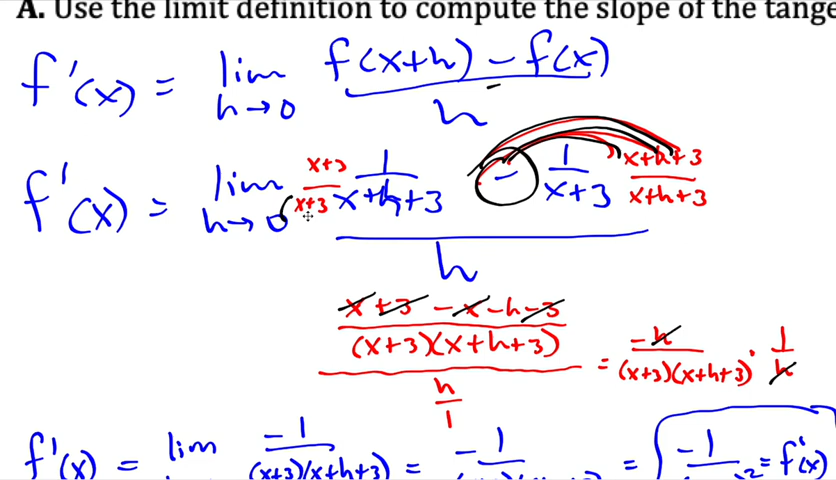 A. Use the limit definition to compute the slope of the tange
f'(x) = lim h→0 (f(x+h) - f(x)) / h
f'(x) = lim h→0 ((x+3)/(x+3) 1/(x+h+3) - 1/(x+3) (x+h+3)/(x+h+3)) / h
((x+3-x-h-3) / ((x+3)(x+h+3))) / (h/1) = -h/((x+3)(x+h+3)) · 1/h
f'(x) = lim -1/((x+3)(x+h+3)) = -1/ = -1/ ² = f'(x)